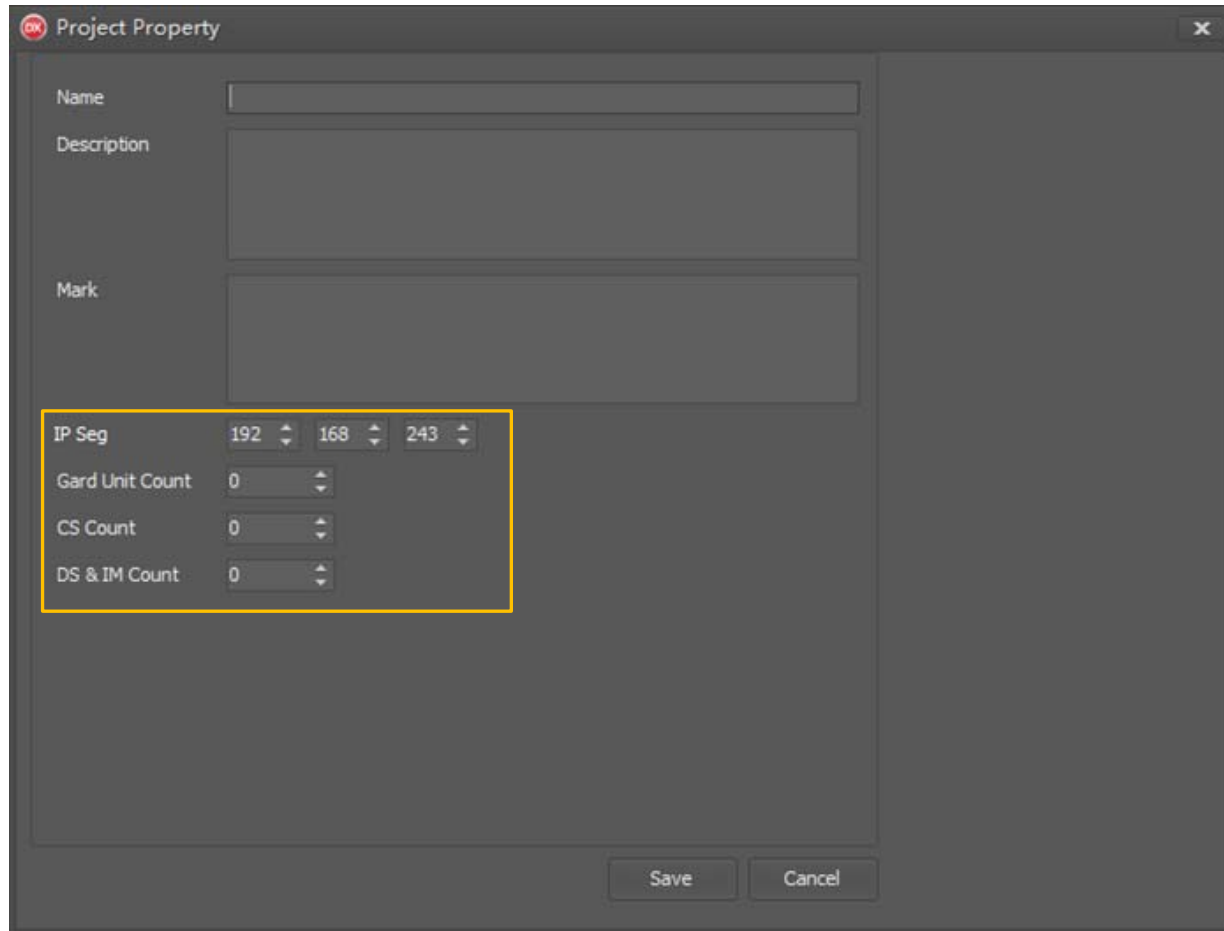 DX Project Property
Name
Description
Mark
IP Seg 192 168 243
Gard Unit Count 0
CS Count 0
DS & IM Count 0
Save Cancel